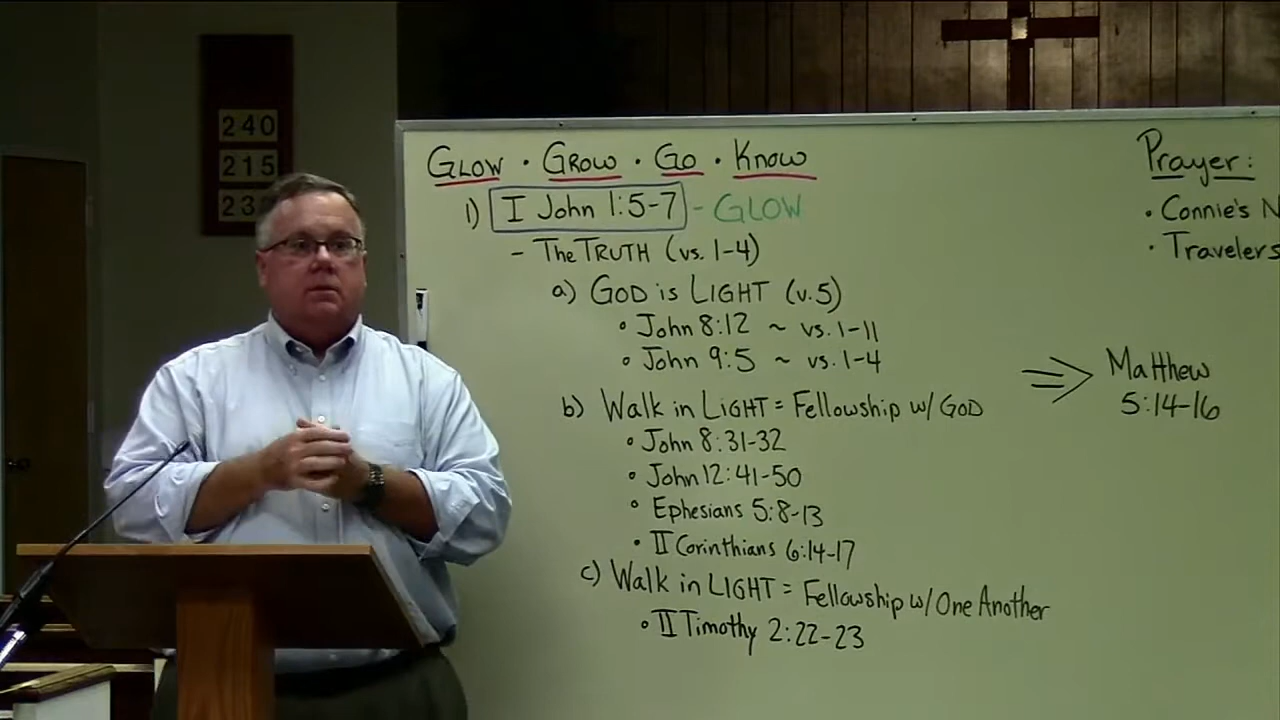 240
215
GLOW · GROW · GO · KNOW
1) I John 1:5-7 - GLOW
- The TRUTH (vs. 1-4)
a) GOD is LIGHT (v.5)
• John 8:12 ~ vs. 1-11
• John 9:5 ~ vs. 1-4
b) Walk in LIGHT = Fellowship w/ GOD
• John 8:31-32
• John 12:41-50
• Ephesians 5:8-13
• II Corinthians 6:14-17
c) Walk in LIGHT = Fellowship w/ One Another
• II Timothy 2:22-23
⇒ Matthew
5:14-16
Prayer:
• Connie's
• Travelers